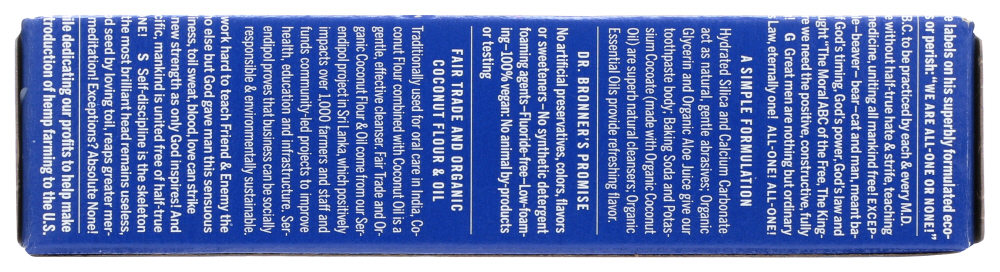 e labels on his superbly formulated eco-
s or perish: “WE ARE ALL-ONE OR NONE!”
B.C. to be practiced by each & every M.D.
e without half-true hate & strife, teaching
nedicine, uniting all mankind free! EXCEP-
le–beaver–bear–cat and man, meant ba-
God's timing, God's power, God's law and
ught “The Moral ABC of the Free, The King-
e need the positive, constructive, fully
! G Great men are nothing but ordinary
Law, eternally one! ALL-ONE! ALL-ONE!
A SIMPLE FORMULATION
Hydrated Silica and Calcium Carbonate
act as natural, gentle abrasives; Organic
Glycerin and Organic Aloe Juice give our
toothpaste body; Baking Soda and Potas-
sium Cocoate (made with Organic Coconut
Oil) are superb natural cleansers; Organic
Essential Oils provide refreshing flavor.
DR. BRONNER'S PROMISE
No artificial preservatives, colors, flavors
or sweeteners–No synthetic detergent
foaming agents–Fluoride-free–Low-foam-
ing–100% vegan: No animal by-products
or testing
FAIR TRADE AND ORGANIC
COCONUT FLOUR & OIL
Traditionally used for oral care in India, Co-
conut Flour combined with Coconut Oil is a
gentle, effective cleanser. Fair Trade and Or-
ganic Coconut Flour & Oil come from our Ser-
endipol project in Sri Lanka, which positively
impacts over 1,000 farmers and staff and
funds community-led projects to improve
health, education and infrastructure. Ser-
endipol proves that business can be socially
responsible & environmentally sustainable.
work hard to teach Friend & Enemy the
o else but God gave man this sensuous
ness, toil sweat, blood, love can strike
new strength as only God inspires! And
cific, mankind is united free of half-truth
NE! S Self-discipline is the skeleton
the most brilliant head remains useless,
d seed by loving toil, reaps greater mer-
meditation! Exceptions? Absolute None!
ile dedicating our profits to help make
troduction of hemp farming to the U.S.